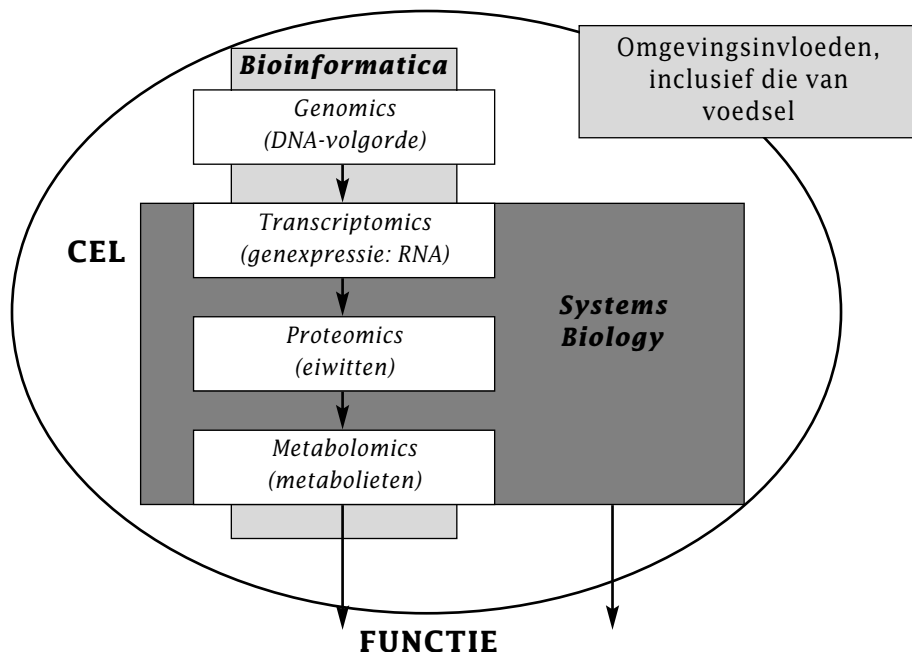 Bioinformatica
Genomics
(DNA-volgorde)
Omgevingsinvloeden,
inclusief die van
voedsel
CEL
Transcriptomics
(genexpressie: RNA)
Proteomics
(eiwitten)
Systems
Biology
Metabolomics
(metabolieten)
FUNCTIE